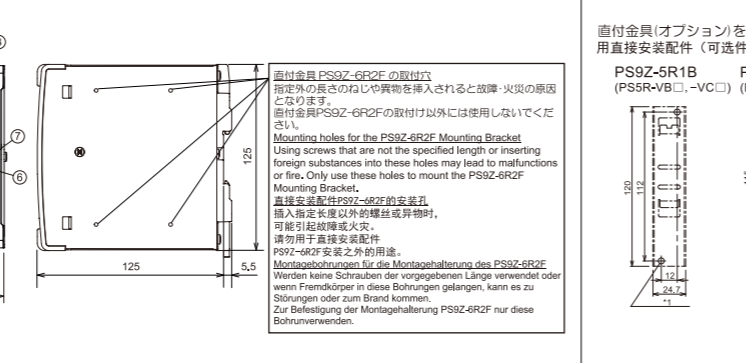 ⑦
⑥
125
125
5.5
直付金具 PS9Z-6R2F の取付穴
指定外の長さのねじや異物を挿入されると故障・火災の原因
となります。
直付金具PS9Z-6R2Fの取付け以外には使用しないでくだ
さい。
Mounting holes for the PS9Z-6R2F Mounting Bracket
Using screws that are not the specified length or inserting
foreign substances into these holes may lead to malfunctions
or fire. Only use these holes to mount the PS9Z-6R2F
Mounting Bracket.
直接安装配件PS9Z-6R2F的安装孔
插入指定长度以外的螺丝或异物时，
可能引起故障或火灾。
请勿用于直接安装配件
PS9Z-6R2F安装之外的用途。
Montagebohrungen für die Montagehalterung des PS9Z-6R2F
Werden keine Schrauben der vorgegebenen Länge verwendet oder
wenn Fremdkörper in diese Bohrungen gelangen, kann es zu
Störungen oder zum Brand kommen.
Zur Befestigung der Montagehalterung PS9Z-6R2F nur diese
Bohrunverwenden.
直付金具(オプション)を
用直接安装配件（可选件
PS9Z-5R1B
(PS5R-VB□, -VC□)
120
112
12
24.7
*1